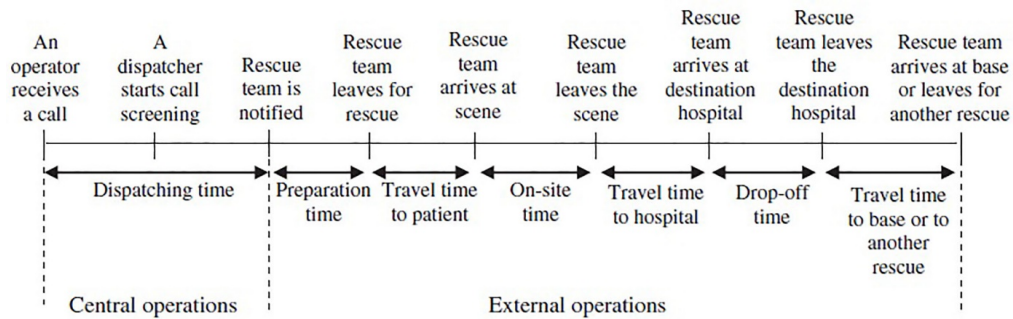 An
operator
receives
a call
A
dispatcher
starts call
screening
Rescue
team is
notified
Rescue
team
leaves for
rescue
Rescue
team
arrives at
scene
Rescue
team
leaves the
scene
Rescue
team
arrives at
destination
hospital
Rescue
team leaves
the
destination
hospital
Rescue team
arrives at base
or leaves for
another rescue
Dispatching time
Preparation
time
Travel time
to patient
On-site
time
Travel time
to hospital
Drop-off
time
Travel time
to base or to
another
rescue
Central operations
External operations